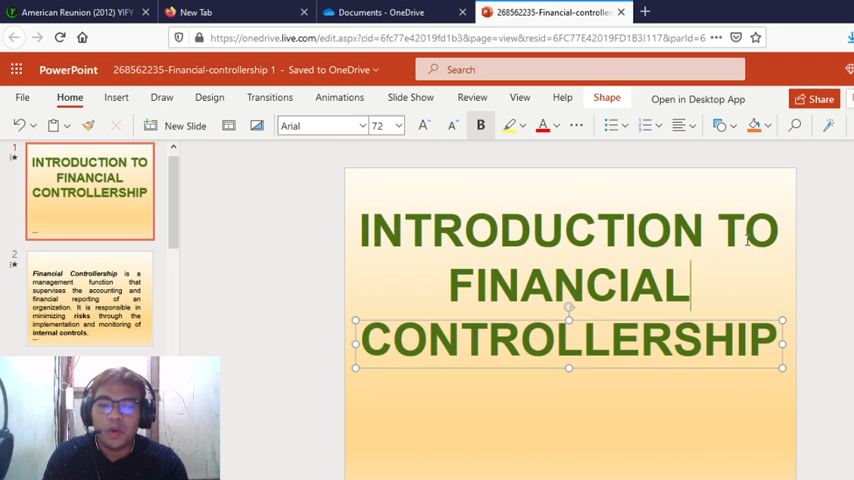 American Reunion (2012) YIFY
New Tab
Documents - OneDrive
268562235-Financial-controller
https://onedrive.live.com/edit.aspx?cid=6fc77e42019fd1b3&page=view&resid=6FC77E42019FD1B3!117&parId=6
PowerPoint
268562235-Financial-controllership 1 - Saved to OneDrive
Search
File
Home
Insert
Draw
Design
Transitions
Animations
Slide Show
Review
View
Help
Shape
Open in Desktop App
Share
New Slide
Arial
72
B
1
INTRODUCTION TO
FINANCIAL
CONTROLLERSHIP
2
Financial Controllership is a
management function that
supervises the accounting and
financial reporting of an
organization. It is responsible in
minimizing risks through the
implementation and monitoring of
internal controls.
INTRODUCTION TO
FINANCIAL
CONTROLLERSHIP